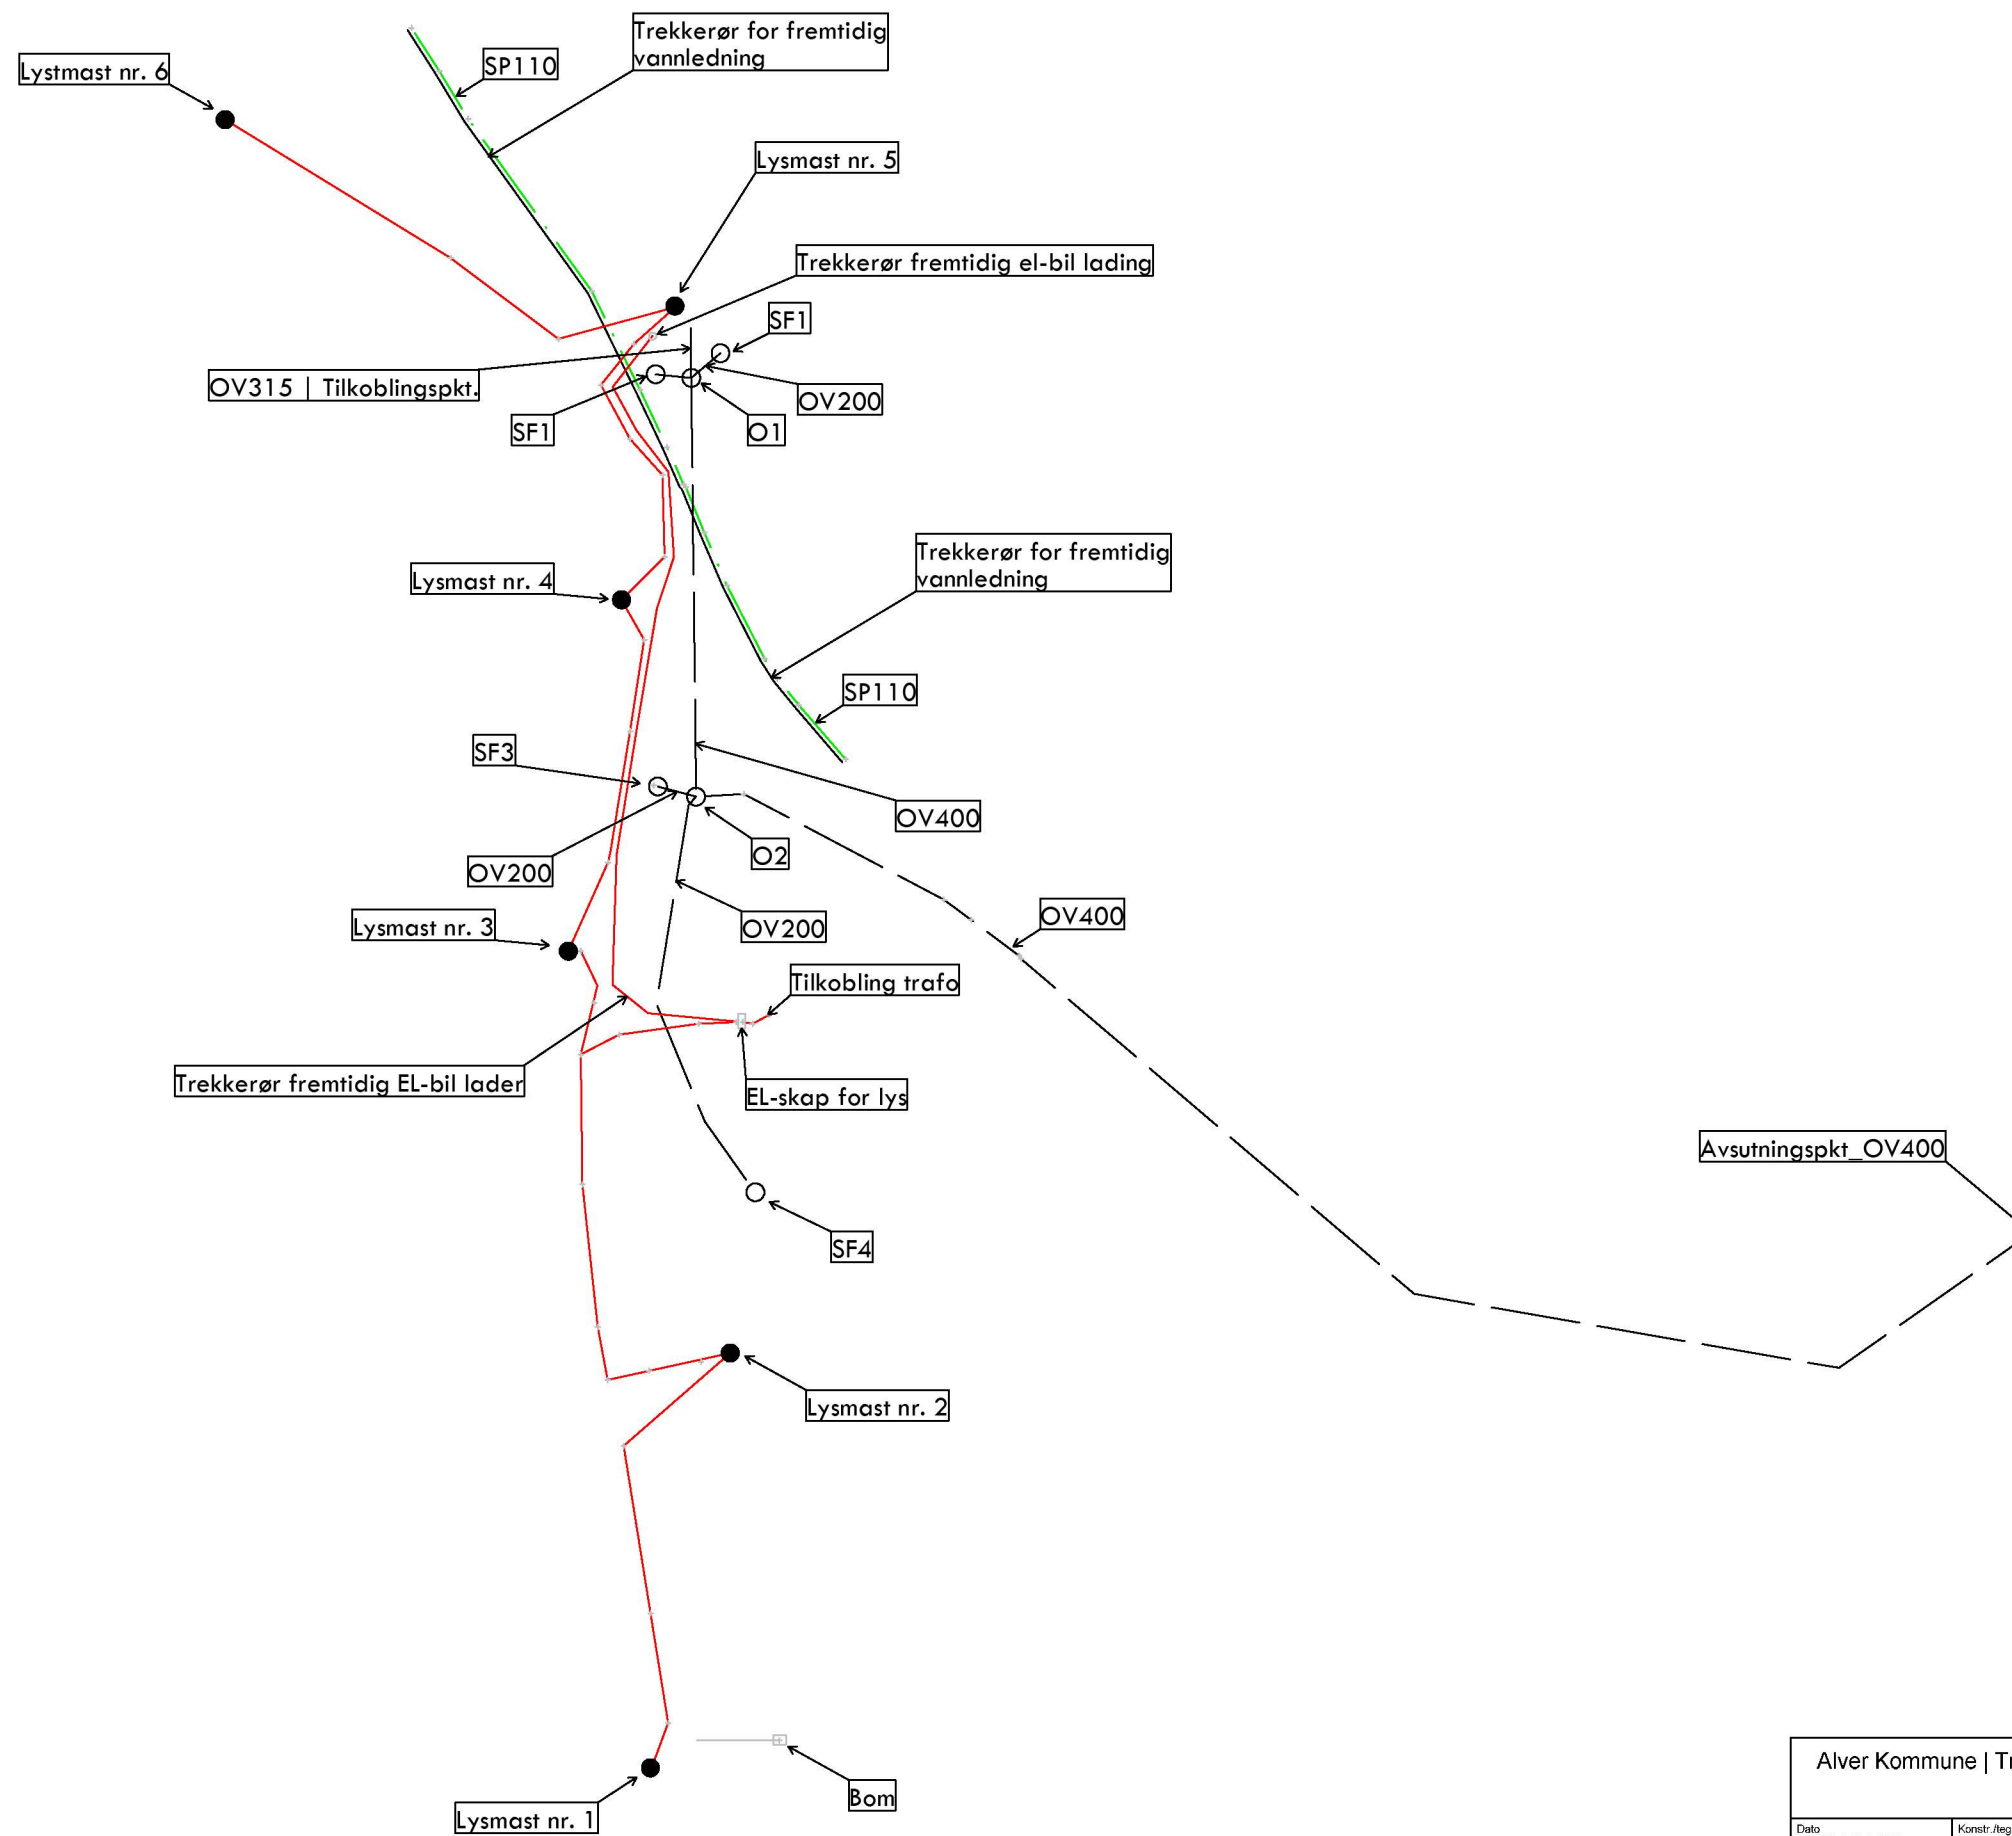 Trekkerør for fremtidig
vannledning
Lystmast nr. 6
SP110
Lysmast nr. 5
Trekkerør fremtidig el-bil lading
SF1
OV315 | Tilkoblingspkt.
OV200
SF1
O1
Trekkerør for fremtidig
vannledning
Lysmast nr. 4
SP110
SF3
OV400
O2
OV200
Lysmast nr. 3
OV200
OV400
Tilkobling trafo
Trekkerør fremtidig EL-bil lader
EL-skap for lys
Avsutningspkt_OV400
SF4
Lysmast nr. 2
Alver Kommune |
Bom
Lysmast nr. 1
Dato